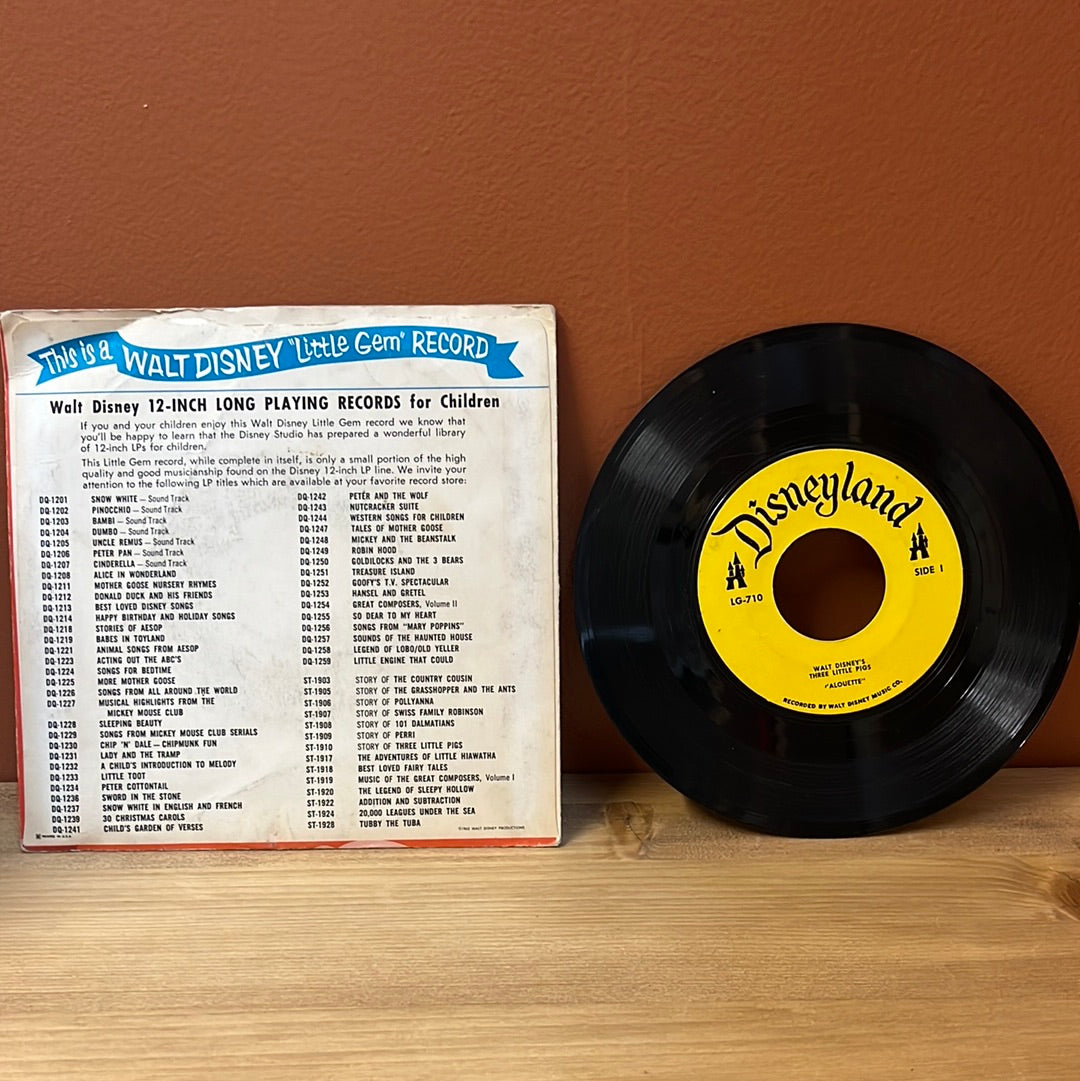 This is a WALT DISNEY "Little Gem" RECORD
Walt Disney 12-INCH LONG PLAYING RECORDS for Children
If you and your children enjoy this Walt Disney Little Gem record we know that
you'll be happy to learn that the Disney Studio has prepared a wonderful library
of 12-inch LPs for children.
This Little Gem record, while complete in itself, is only a small portion of the high
quality and good musicianship found on the Disney 12-inch LP line. We invite your
attention to the following LP titles which are available at your favorite record store:
DQ-1201 SNOW WHITE — Sound Track
DQ-1202 PINOCCHIO — Sound Track
DQ-1203 BAMBI — Sound Track
DQ-1204 DUMBO — Sound Track
DQ-1205 UNCLE REMUS — Sound Track
DQ-1206 PETER PAN — Sound Track
DQ-1207 CINDERELLA — Sound Track
DQ-1208 ALICE IN WONDERLAND
DQ-1211 MOTHER GOOSE NURSERY RHYMES
DQ-1212 DONALD DUCK AND HIS FRIENDS
DQ-1213 BEST LOVED DISNEY SONGS
DQ-1214 HAPPY BIRTHDAY AND HOLIDAY SONGS
DQ-1218 STORIES OF AESOP
DQ-1219 BABES IN TOYLAND
DQ-1221 ANIMAL SONGS FROM AESOP
DQ-1223 ACTING OUT THE ABC'S
DQ-1224 SONGS FOR BEDTIME
DQ-1225 MORE MOTHER GOOSE
DQ-1226 SONGS FROM ALL AROUND THE WORLD
DQ-1227 MUSICAL HIGHLIGHTS FROM THE
MICKEY MOUSE CLUB
DQ-1228 SLEEPING BEAUTY
DQ-1229 SONGS FROM MICKEY MOUSE CLUB SERIALS
DQ-1230 CHIP 'N' DALE — CHIPMUNK FUN
DQ-1231 LADY AND THE TRAMP
DQ-1232 A CHILD'S INTRODUCTION TO MELODY
DQ-1233 LITTLE TOOT
DQ-1234 PETER COTTONTAIL
DQ-1236 SWORD IN THE STONE
DQ-1237 SNOW WHITE IN ENGLISH AND FRENCH
DQ-1239 30 CHRISTMAS CAROLS
DQ-1241 CHILD'S GARDEN OF VERSES
DQ-1242 PETER AND THE WOLF
DQ-1243 NUTCRACKER SUITE
DQ-1244 WESTERN SONGS FOR CHILDREN
DQ-1247 TALES OF MOTHER GOOSE
DQ-1248 MICKEY AND THE BEANSTALK
DQ-1249 ROBIN HOOD
DQ-1250 GOLDILOCKS AND THE 3 BEARS
DQ-1251 TREASURE ISLAND
DQ-1252 GOOFY'S T.V. SPECTACULAR
DQ-1253 HANSEL AND GRETEL
DQ-1254 GREAT COMPOSERS, Volume II
DQ-1255 SO DEAR TO MY HEART
DQ-1256 SONGS FROM "MARY POPPINS"
DQ-1257 SOUNDS OF THE HAUNTED HOUSE
DQ-1258 LEGEND OF LOBO/OLD YELLER
DQ-1259 LITTLE ENGINE THAT COULD
ST-1903 STORY OF THE COUNTRY COUSIN
ST-1905 STORY OF THE GRASSHOPPER AND THE ANTS
ST-1906 STORY OF POLLYANNA
ST-1907 STORY OF SWISS FAMILY ROBINSON
ST-1908 STORY OF 101 DALMATIANS
ST-1909 STORY OF PERRI
ST-1910 STORY OF THREE LITTLE PIGS
ST-1917 THE ADVENTURES OF LITTLE HIAWATHA
ST-1918 BEST LOVED FAIRY TALES
ST-1919 MUSIC OF THE GREAT COMPOSERS, Volume I
ST-1920 THE LEGEND OF SLEEPY HOLLOW
ST-1922 ADDITION AND SUBTRACTION
ST-1924 20,000 LEAGUES UNDER THE SEA
ST-1928 TUBBY THE TUBA
WALT DISNEY PRODUCTIONS
Disneyland
LG-710
SIDE 1
WALT DISNEY'S
THREE LITTLE PIGS
"ALOUETTE"
RECORDED BY WALT DISNEY MUSIC CO.